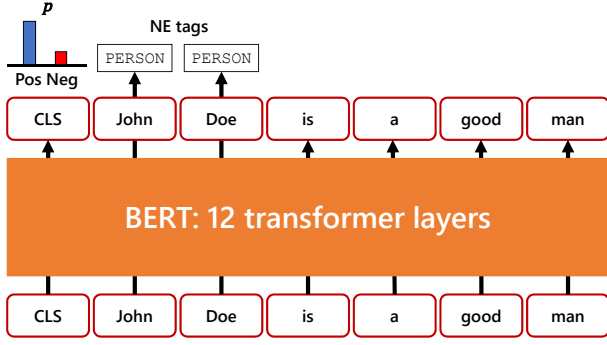 p
NE tags
PERSON PERSON
Pos Neg
CLS John Doe is a good man
BERT: 12 transformer layers
CLS John Doe is a good man